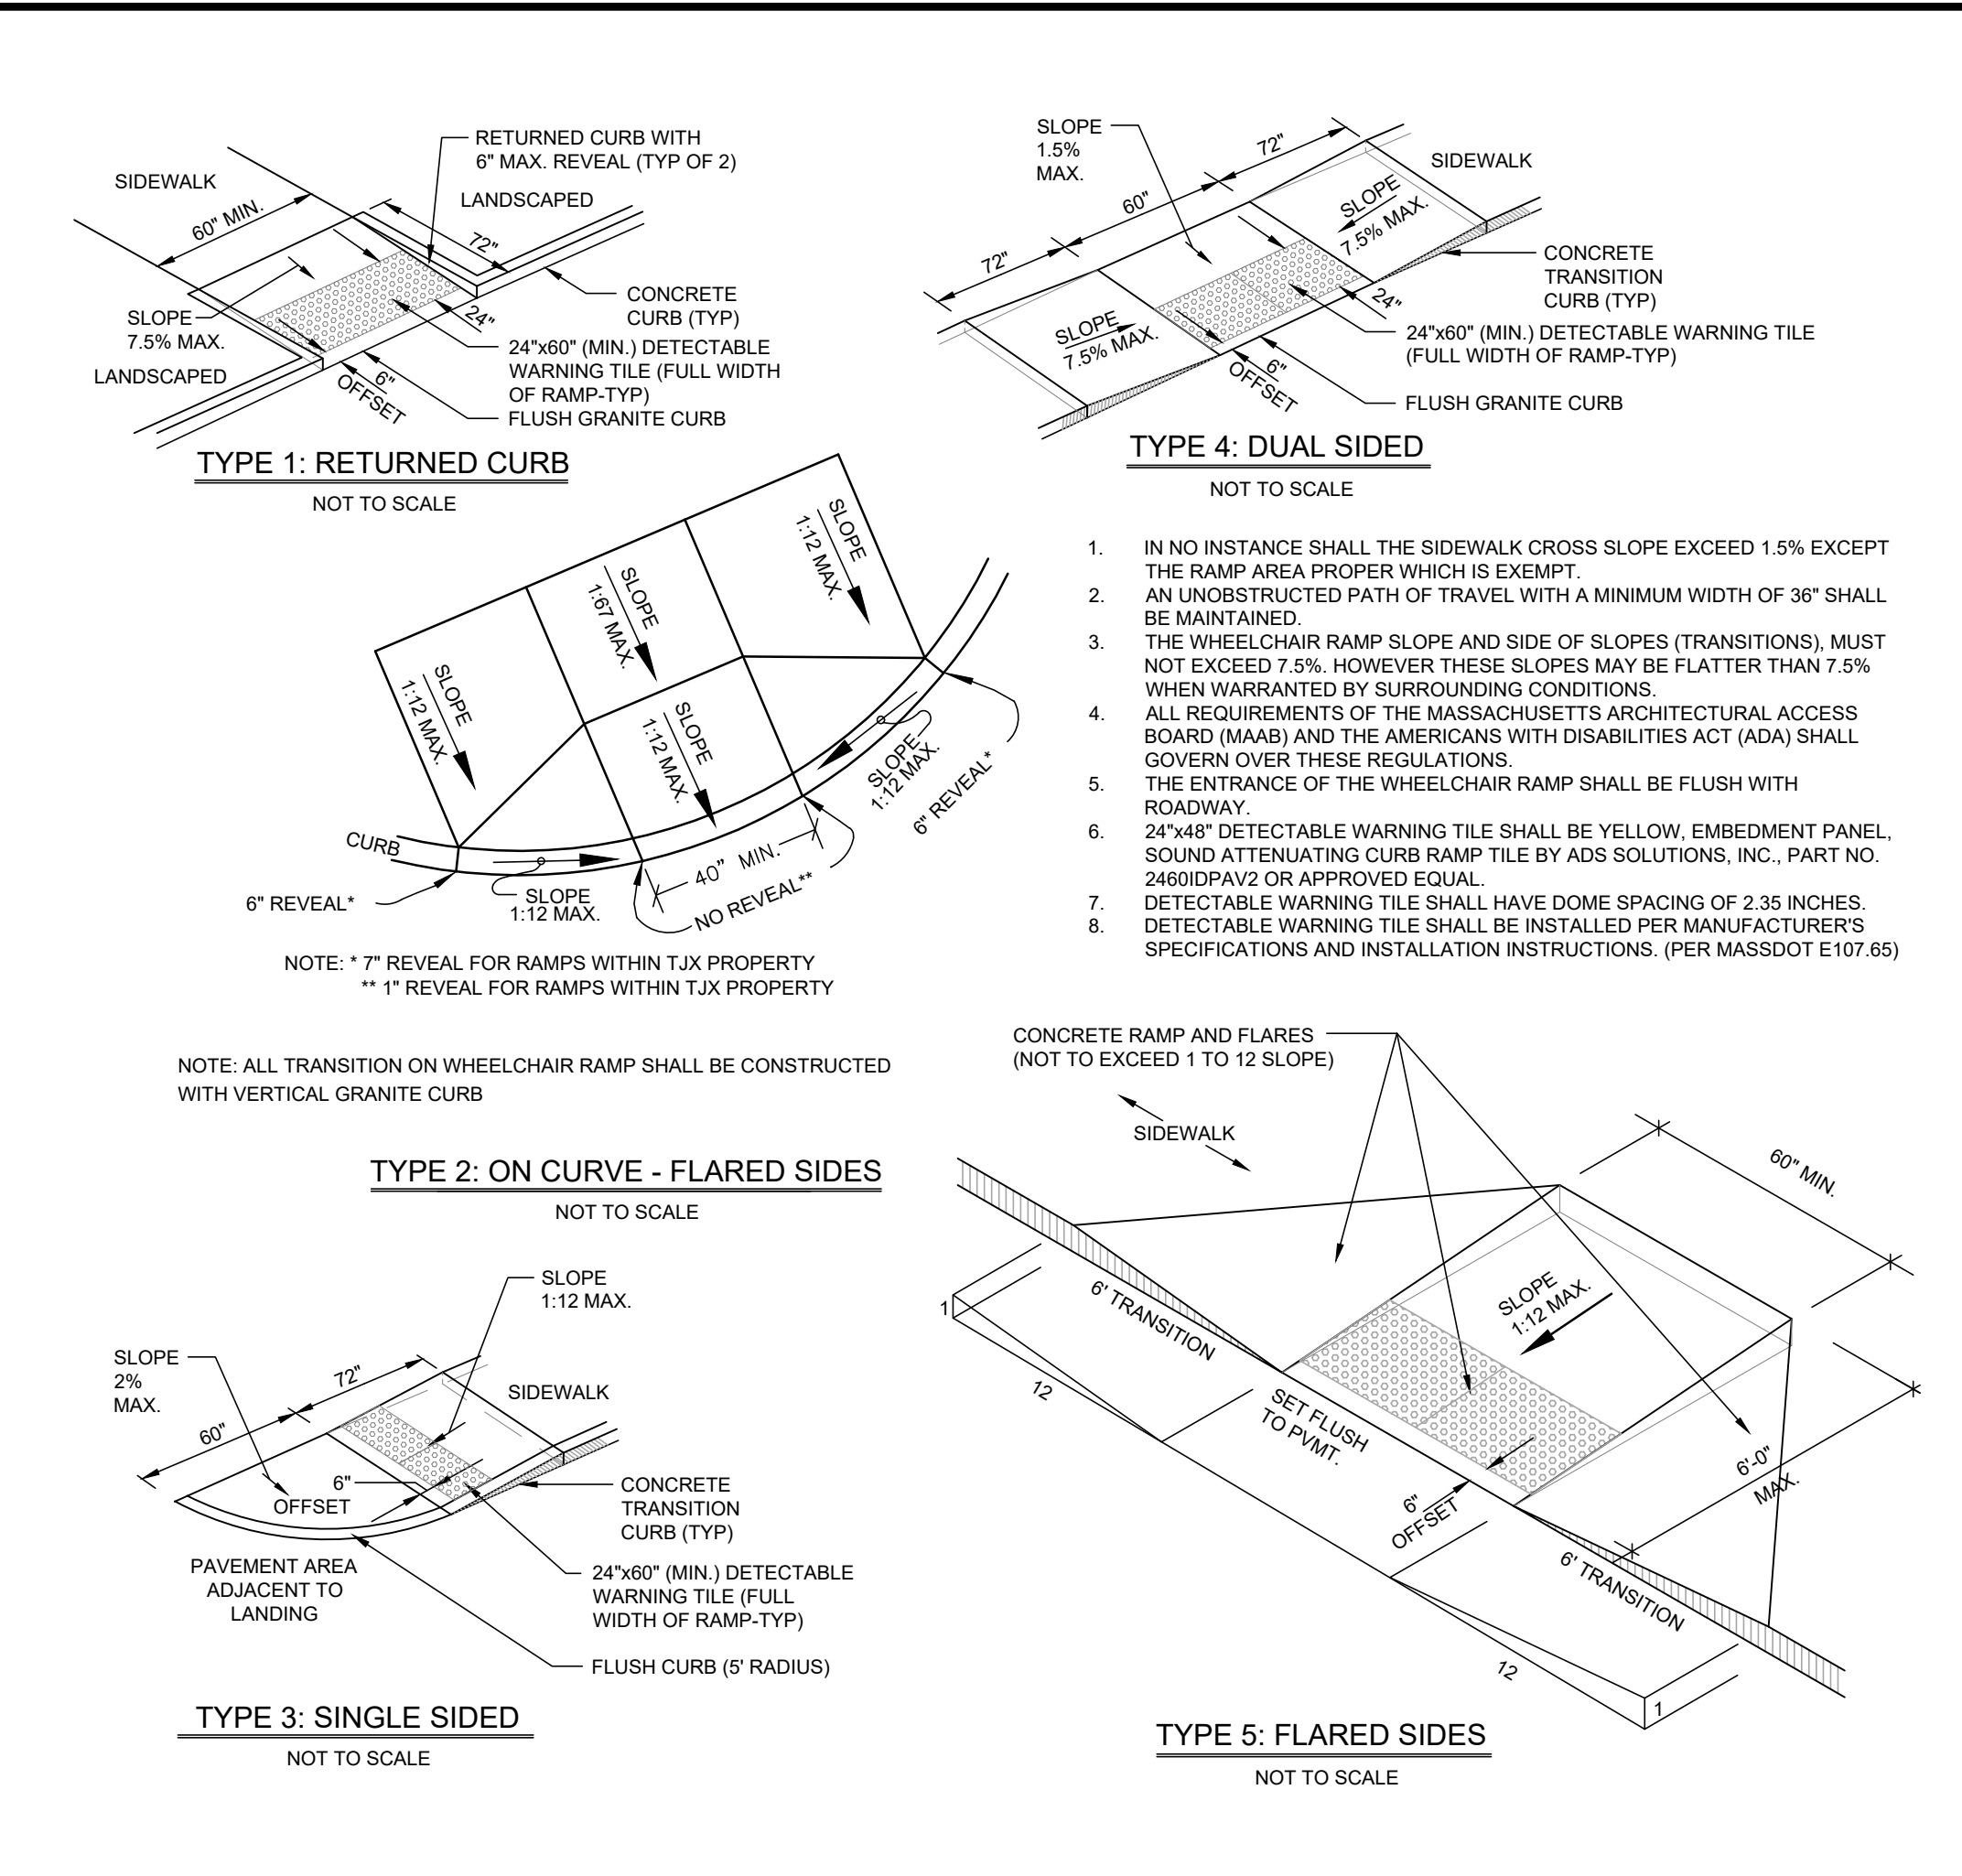 RETURNED CURB WITH
6" MAX. REVEAL (TYP OF 2)
SIDEWALK
LANDSCAPED
60" MIN.
72"
CONCRETE
CURB (TYP)
24"
SLOPE
7.5% MAX.
24"x60" (MIN.) DETECTABLE
WARNING TILE (FULL WIDTH
OF RAMP-TYP)
LANDSCAPED
6"
OFFSET
FLUSH GRANITE CURB
TYPE 1: RETURNED CURB
NOT TO SCALE
SLOPE
1.5%
MAX.
72"
SIDEWALK
60"
SLOPE
7.5% MAX.
72"
CONCRETE
TRANSITION
CURB (TYP)
24"
SLOPE
7.5% MAX.
24"x60" (MIN.) DETECTABLE WARNING TILE
(FULL WIDTH OF RAMP-TYP)
6"
OFFSET
FLUSH GRANITE CURB
TYPE 4: DUAL SIDED
NOT TO SCALE
SLOPE
1:12 MAX.
SLOPE
1:67 MAX.
SLOPE
1:12 MAX.
SLOPE
1:12 MAX.
SLOPE
1:12 MAX.
6" REVEAL*
CURB
40" MIN.
NO REVEAL**
SLOPE
1:12 MAX.
6" REVEAL*
NOTE: * 7" REVEAL FOR RAMPS WITHIN TJX PROPERTY
** 1" REVEAL FOR RAMPS WITHIN TJX PROPERTY
NOTE: ALL TRANSITION ON WHEELCHAIR RAMP SHALL BE CONSTRUCTED
WITH VERTICAL GRANITE CURB
TYPE 2: ON CURVE - FLARED SIDES
NOT TO SCALE
1. IN NO INSTANCE SHALL THE SIDEWALK CROSS SLOPE EXCEED 1.5% EXCEPT
THE RAMP AREA PROPER WHICH IS EXEMPT.
2. AN UNOBSTRUCTED PATH OF TRAVEL WITH A MINIMUM WIDTH OF 36" SHALL
BE MAINTAINED.
3. THE WHEELCHAIR RAMP SLOPE AND SIDE OF SLOPES (TRANSITIONS), MUST
NOT EXCEED 7.5%. HOWEVER THESE SLOPES MAY BE FLATTER THAN 7.5%
WHEN WARRANTED BY SURROUNDING CONDITIONS.
4. ALL REQUIREMENTS OF THE MASSACHUSETTS ARCHITECTURAL ACCESS
BOARD (MAAB) AND THE AMERICANS WITH DISABILITIES ACT (ADA) SHALL
GOVERN OVER THESE REGULATIONS.
5. THE ENTRANCE OF THE WHEELCHAIR RAMP SHALL BE FLUSH WITH
ROADWAY.
6. 24"x48" DETECTABLE WARNING TILE SHALL BE YELLOW, EMBEDMENT PANEL,
SOUND ATTENUATING CURB RAMP TILE BY ADS SOLUTIONS, INC., PART NO.
2460IDPAV2 OR APPROVED EQUAL.
7. DETECTABLE WARNING TILE SHALL HAVE DOME SPACING OF 2.35 INCHES.
8. DETECTABLE WARNING TILE SHALL BE INSTALLED PER MANUFACTURER'S
SPECIFICATIONS AND INSTALLATION INSTRUCTIONS. (PER MASSDOT E107.65)
SLOPE
1:12 MAX.
SLOPE
2%
MAX.
72"
SIDEWALK
60"
6"
OFFSET
CONCRETE
TRANSITION
CURB (TYP)
PAVEMENT AREA
ADJACENT TO
LANDING
24"x60" (MIN.) DETECTABLE
WARNING TILE (FULL
WIDTH OF RAMP-TYP)
FLUSH CURB (5' RADIUS)
TYPE 3: SINGLE SIDED
NOT TO SCALE
CONCRETE RAMP AND FLARES
(NOT TO EXCEED 1 TO 12 SLOPE)
SIDEWALK
60" MIN.
1
6' TRANSITION
SLOPE
1:12 MAX.
12
SET FLUSH
TO PVMT.
6'-0"
MAX.
6"
OFFSET
6' TRANSITION
12
1
TYPE 5: FLARED SIDES
NOT TO SCALE